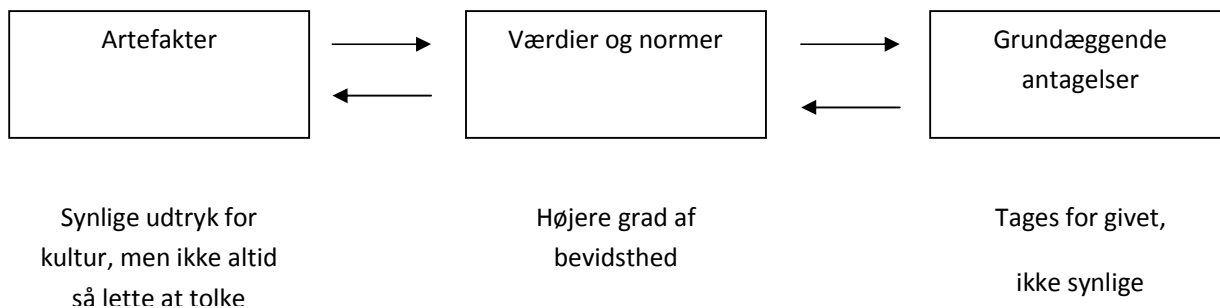 Artefakter
Værdier og normer
Grundæggende
antagelser
Synlige udtryk for
kultur, men ikke altid
så lette at tolke
Højere grad af
bevidsthed
Tages for givet,
ikke synlige